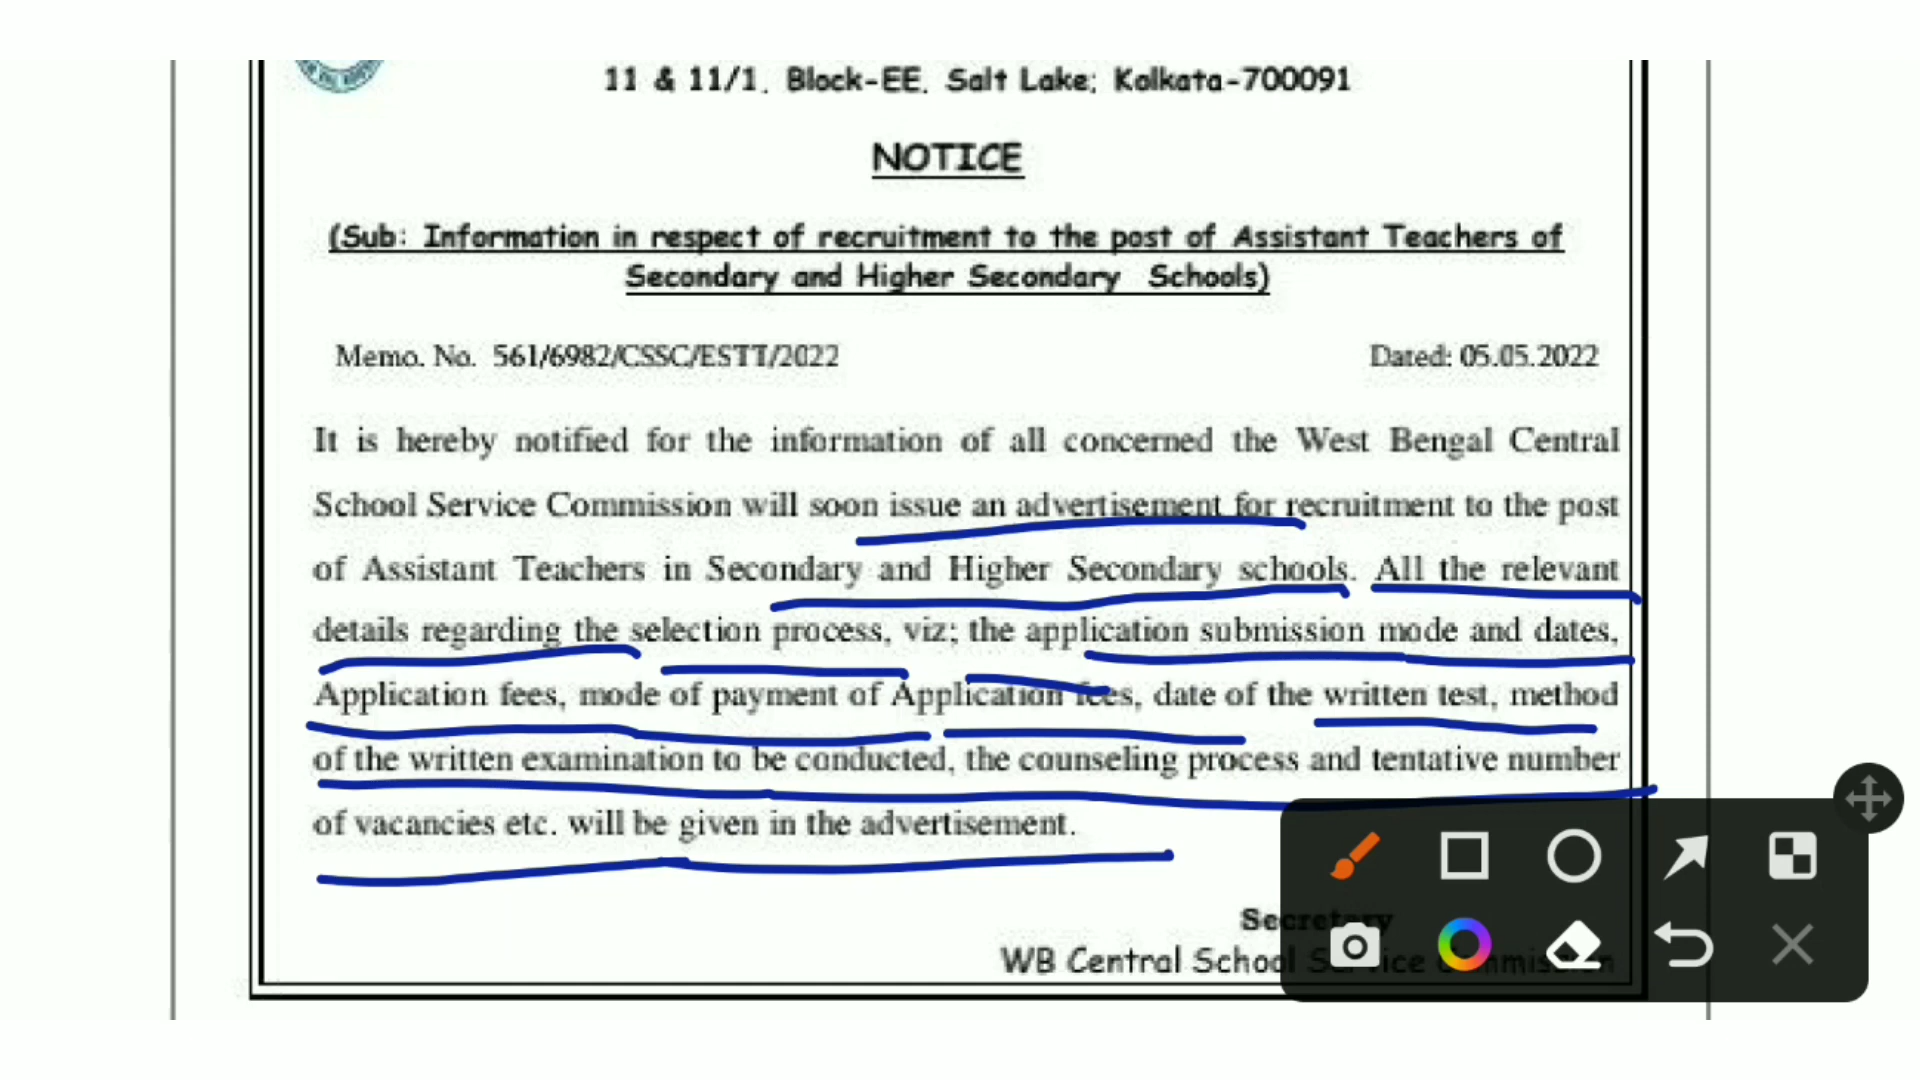 11 & 11/1, Block-EE, Salt Lake; Kolkata-700091
NOTICE
(Sub: Information in respect of recruitment to the post of Assistant Teachers of
Secondary and Higher Secondary Schools)
Memo. No. 561/6982/CSSC/ESTT/2022 Dated: 05.05.2022
It is hereby notified for the information of all concerned the West Bengal Central
School Service Commission will soon issue an advertisement for recruitment to the post
of Assistant Teachers in Secondary and Higher Secondary schools. All the relevant
details regarding the selection process, viz; the application submission mode and dates,
Application fees, mode of payment of Application fees, date of the written test, method
of the written examination to be conducted, the counseling process and tentative number
of vacancies etc. will be given in the advertisement.
Secretary
WB Central School Service Commission